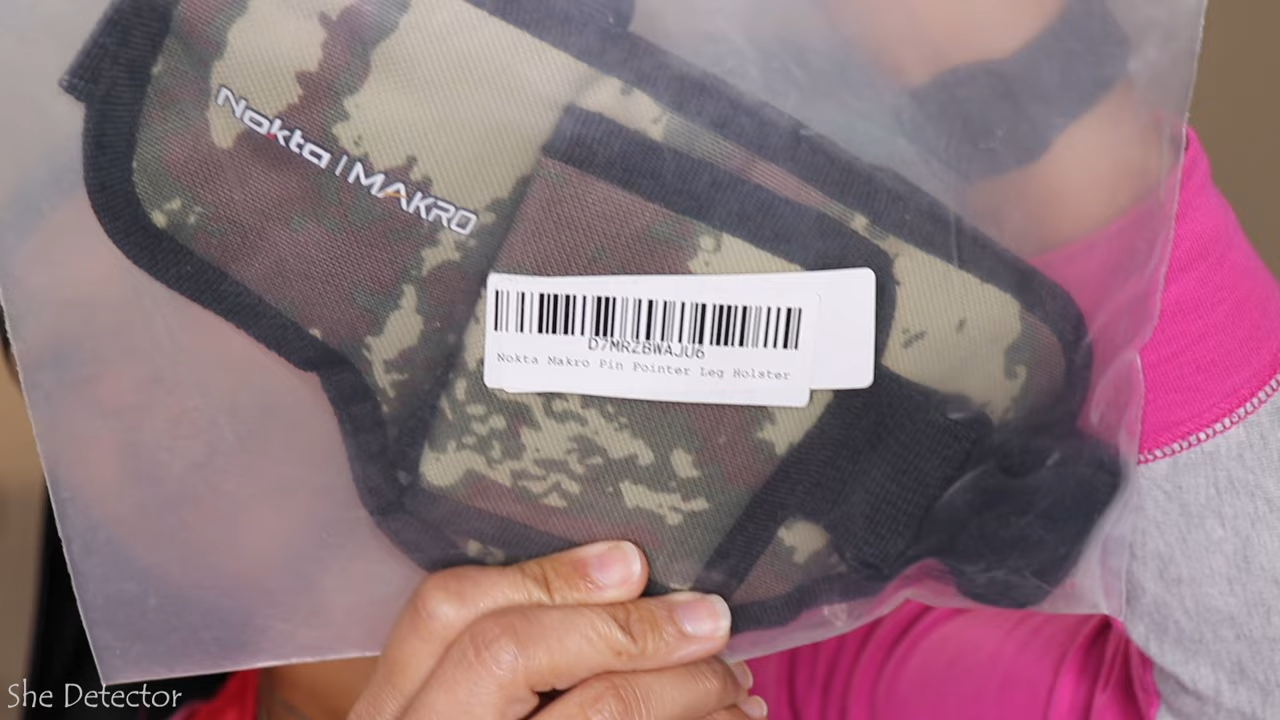 Nokta | MAKRO
D7MRZBWAJU6
Nokta Makro Pin Pointer Leg Holster
She Detector